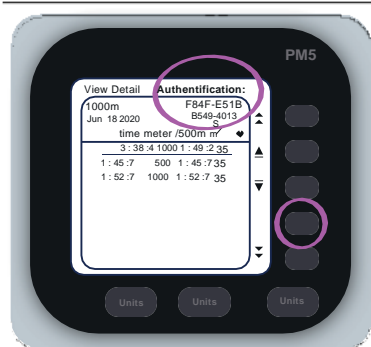 PM5
View Detail Authentification:
1000m F84F-E51B
Jun 18 2020 B549-4013
S
time meter /500m m
3 : 38 :4 1000 1 : 49 :2 35
1 : 45 :7 500 1 : 45 :7 35
1 : 52 :7 1000 1 : 52 :7 35
Units Units Units